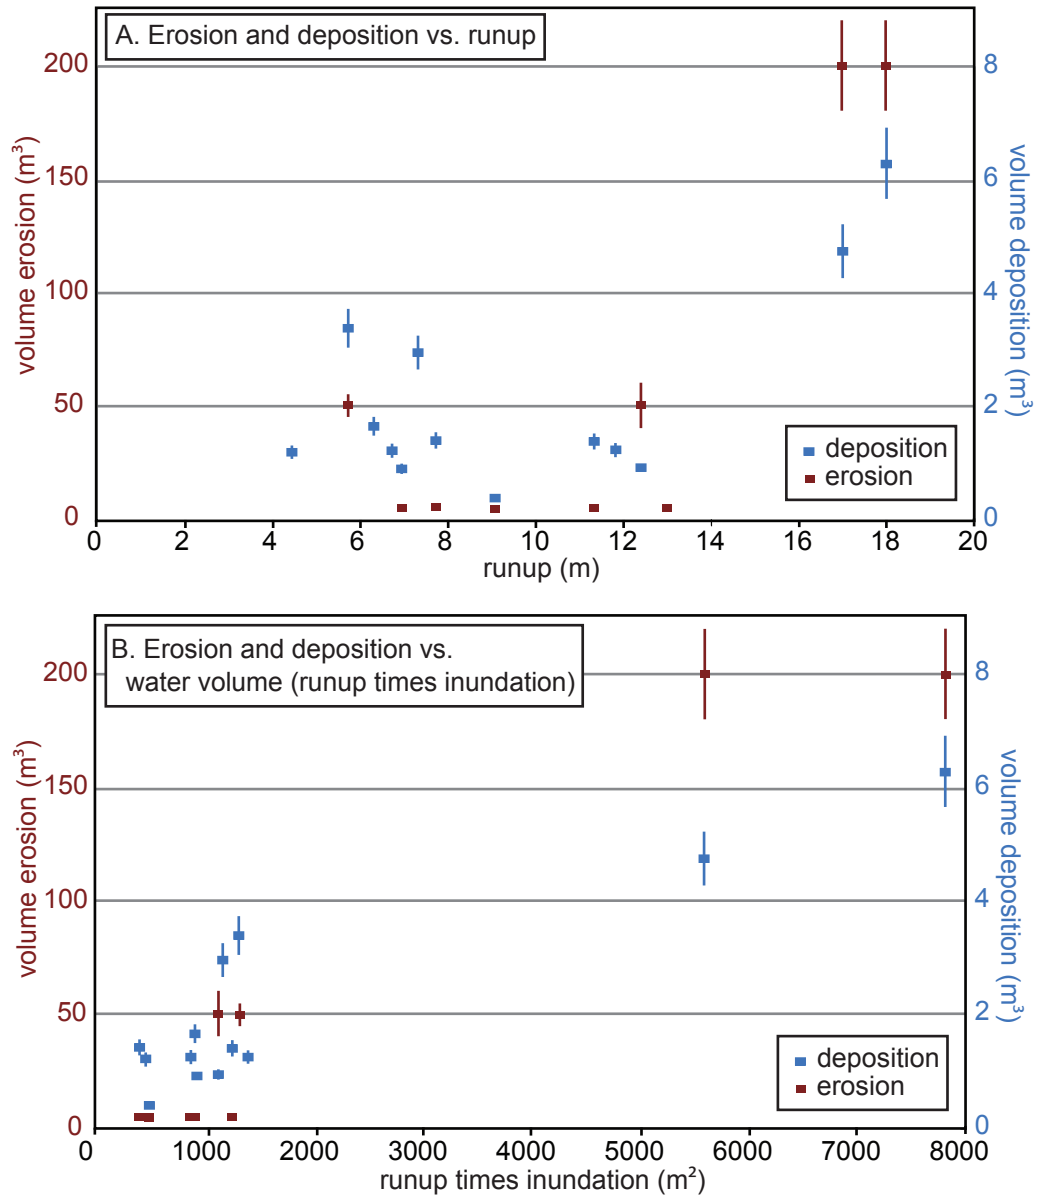 A. Erosion and deposition vs. runup
volume erosion (m³)
200
150
100
50
0
8
6
4
2
0
volume deposition (m³)
deposition
erosion
0 2 4 6 8 10 12 14 16 18 20
runup (m)
B. Erosion and deposition vs.
water volume (runup times inundation)
volume erosion (m³)
200
150
100
50
0
8
6
4
2
0
volume deposition (m³)
deposition
erosion
0 1000 2000 3000 4000 5000 6000 7000 8000
runup times inundation (m²)